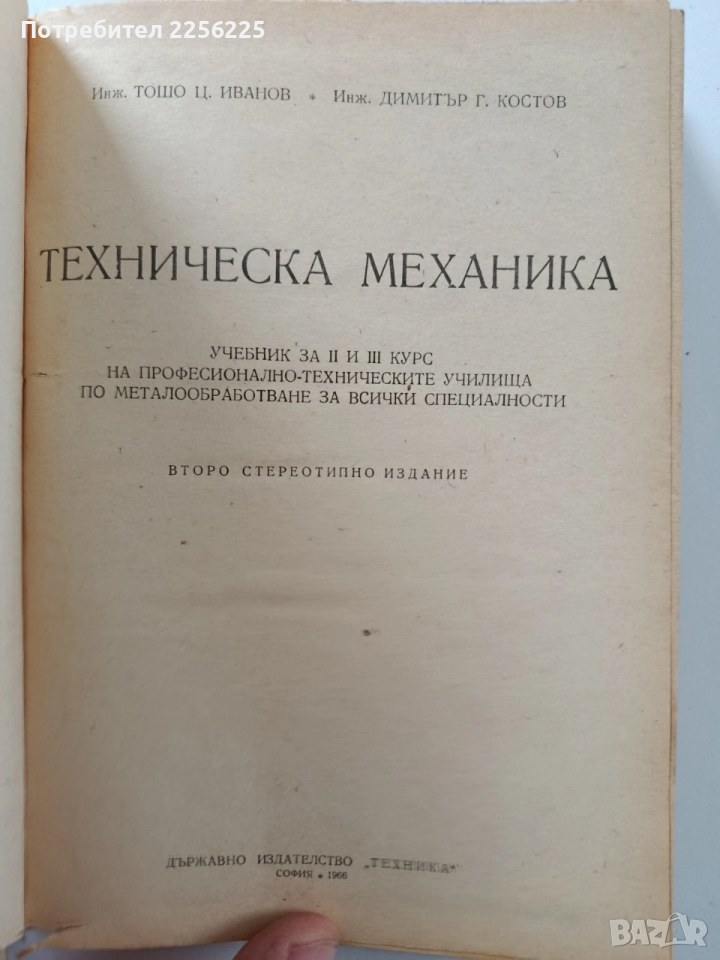 Потребител 2256225
Инж. ТОШО Ц. ИВАНОВ • Инж. ДИМИТЪР Г. КОСТОВ
ТЕХНИЧЕСКА МЕХАНИКА
УЧЕБНИК ЗА II И III КУРС
НА ПРОФЕСИОНАЛНО-ТЕХНИЧЕСКИТЕ УЧИЛИЩА
ПО МЕТАЛООБРАБОТВАНЕ ЗА ВСИЧКИ СПЕЦИАЛНОСТИ
ВТОРО СТЕРЕОТИПНО ИЗДАНИЕ
ДЪРЖАВНО ИЗДАТЕЛСТВО „ТЕХНИКА“
СОФИЯ • 1966
BAZAR